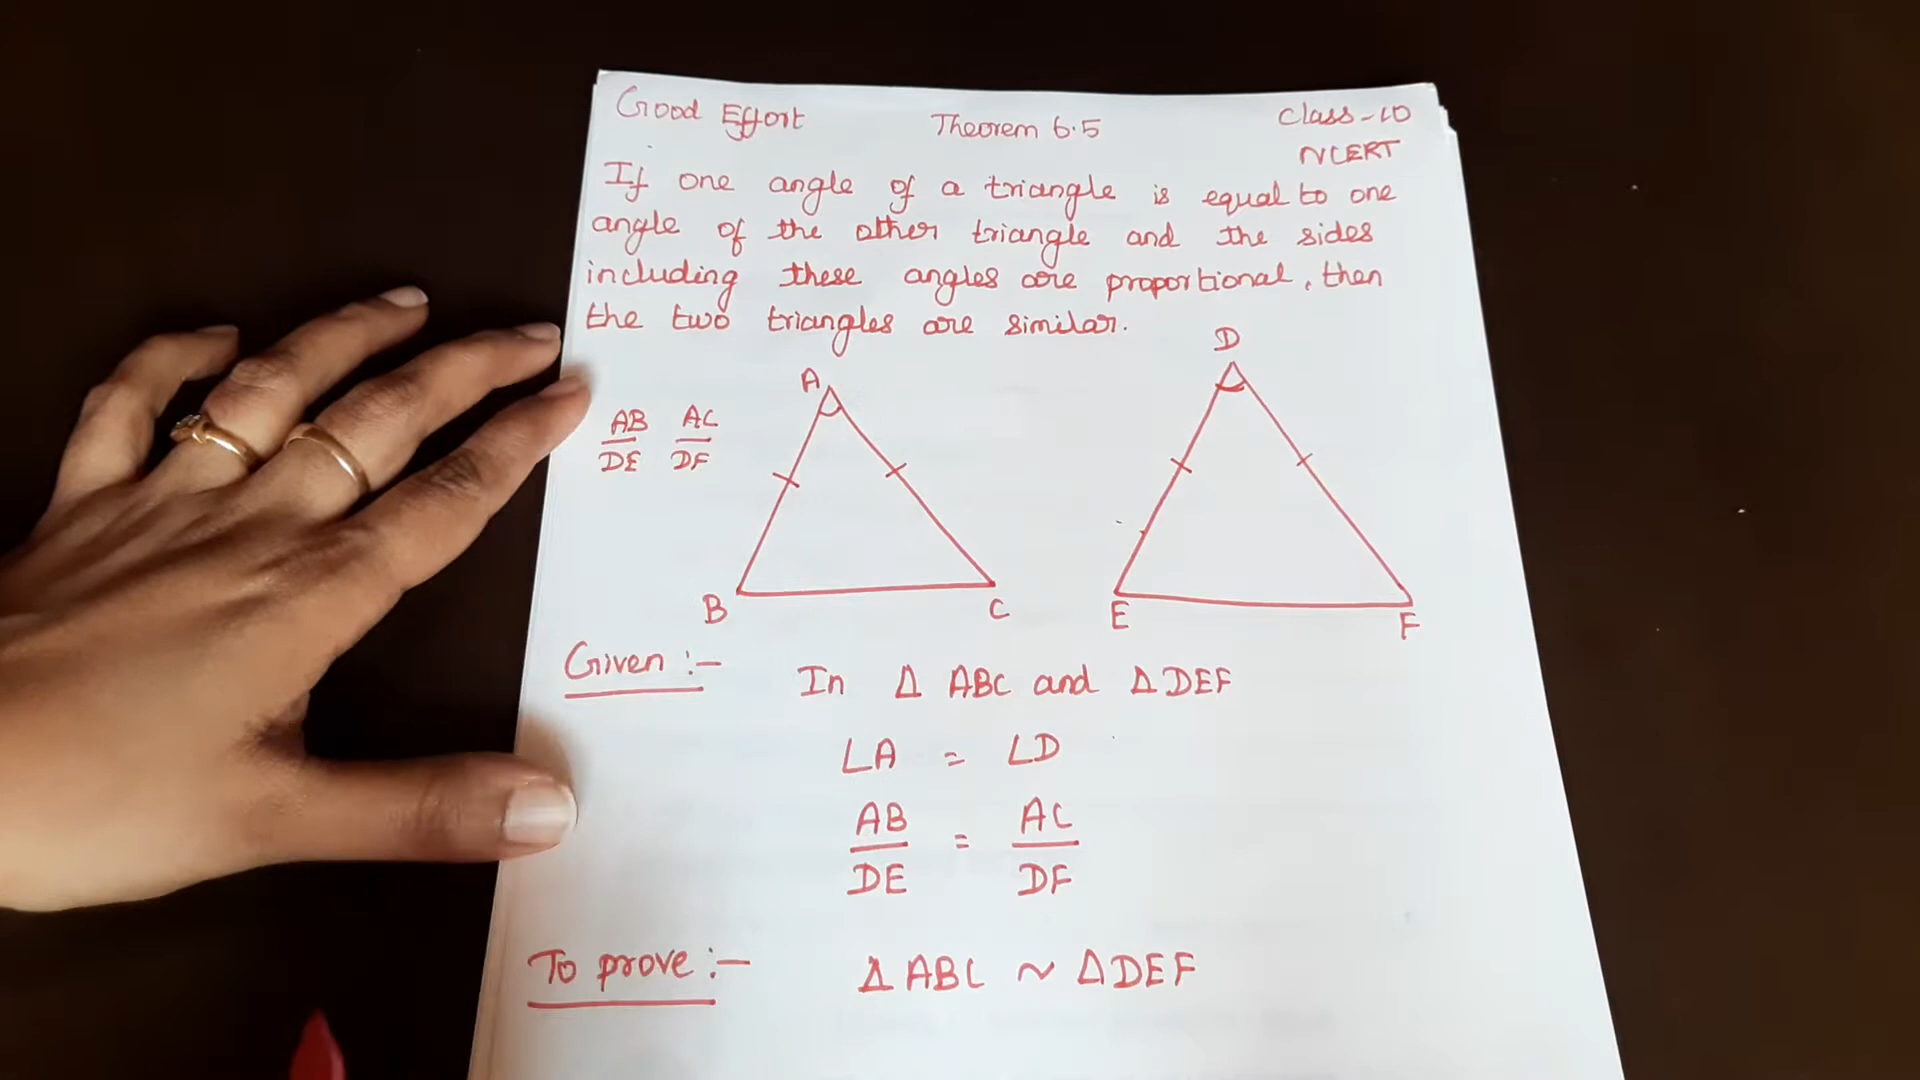 Good Effort Theorem 6.5 Class-10
NCERT
If one angle of a triangle is equal to one
angle of the other triangle and the sides
including these angles are proportional, then
the two triangles are similar.
D
A
AB AC
DE DF
B C E F
Given :- In Δ ABC and Δ DEF
∠A = ∠D
AB = AC
DE DF
To prove :- Δ ABC ~ Δ DEF